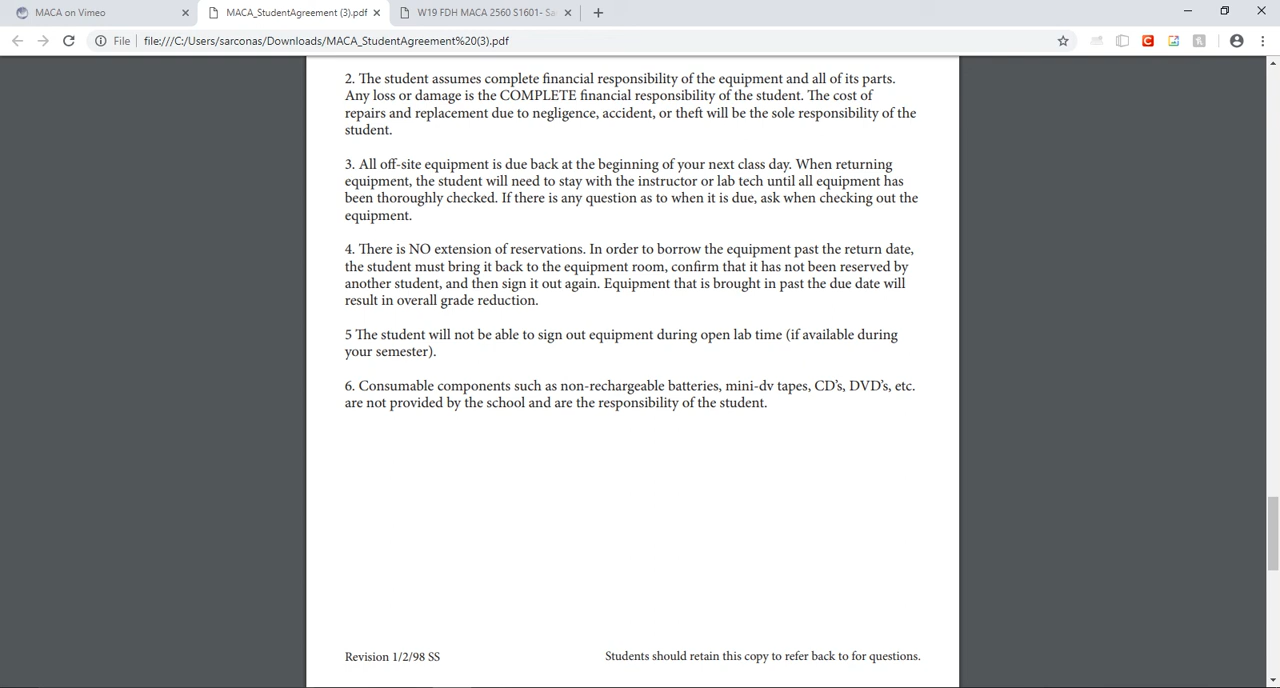 MACA on Vimeo
MACA_StudentAgreement (3).pdf
W19 FDH MACA 2560 S1601- Sa
File
file:///C:/Users/sarconas/Downloads/MACA_StudentAgreement%20(3).pdf
2. The student assumes complete financial responsibility of the equipment and all of its parts.
Any loss or damage is the COMPLETE financial responsibility of the student. The cost of
repairs and replacement due to negligence, accident, or theft will be the sole responsibility of the
student.
3. All off-site equipment is due back at the beginning of your next class day. When returning
equipment, the student will need to stay with the instructor or lab tech until all equipment has
been thoroughly checked. If there is any question as to when it is due, ask when checking out the
equipment.
4. There is NO extension of reservations. In order to borrow the equipment past the return date,
the student must bring it back to the equipment room, confirm that it has not been reserved by
another student, and then sign it out again. Equipment that is brought in past the due date will
result in overall grade reduction.
5 The student will not be able to sign out equipment during open lab time (if available during
your semester).
6. Consumable components such as non-rechargeable batteries, mini-dv tapes, CD’s, DVD’s, etc.
are not provided by the school and are the responsibility of the student.
Revision 1/2/98 SS
Students should retain this copy to refer back to for questions.